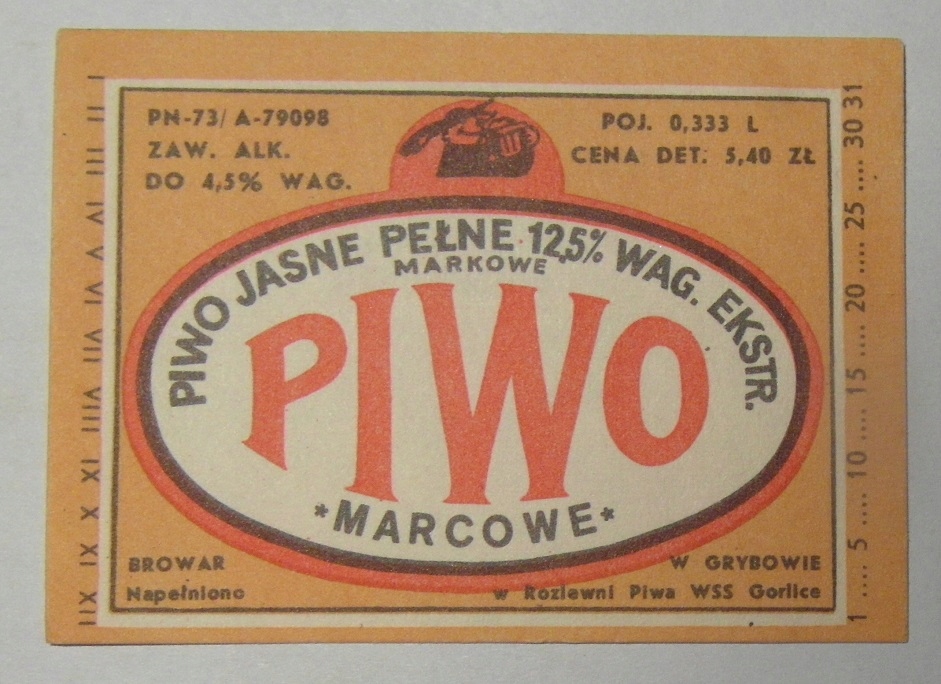 PN-73/ A-79098
ZAW. ALK.
DO 4,5% WAG.
POJ. 0,333 L
CENA DET: 5,40 ZŁ
PIWO JASNE PEŁNE 12,5% WAG. EKSTR.
MARKOWE
PIWO
*MARCOWE*
BROWAR W GRYBOWIE
Napełniono w Rozlewni Piwa WSS Gorlice
I II III IV V VI VII VIII IX X XI XII
1 .... 5 .... 10 .... 15 .... 20 .... 25 .... 30 31